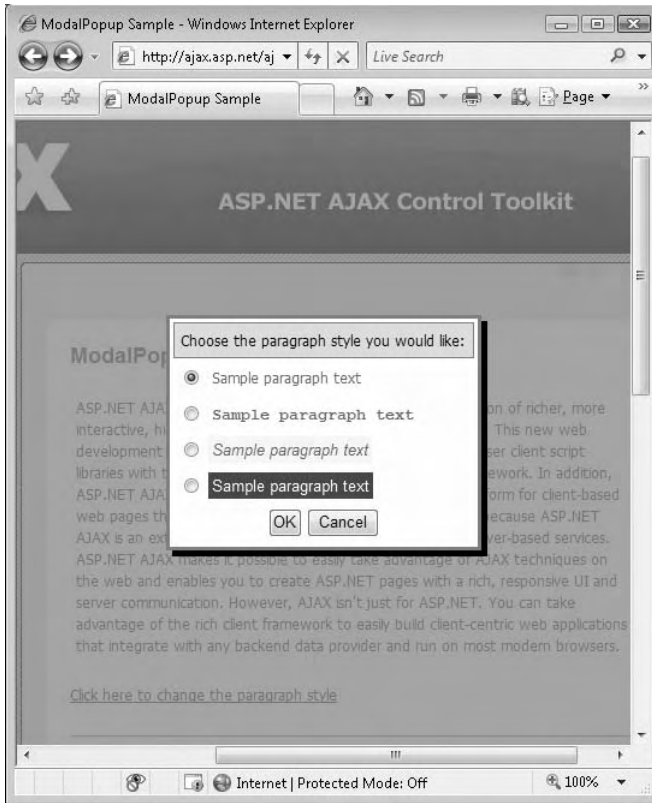 ModalPopup Sample - Windows Internet Explorer
http://ajax.asp.net/aj
Live Search
ModalPopup Sample
Page
X
ASP.NET AJAX Control Toolkit
ModalPop
Choose the paragraph style you would like:
Sample paragraph text
Sample paragraph text
Sample paragraph text
Sample paragraph text
OK Cancel
ASP.NET AJA on of richer, more
interactive, hi This new web
development ser client script
libraries with t ework. In addition,
ASP.NET AJA orm for client-based
web pages th ecause ASP.NET
AJAX is an ext ver-based services.
ASP.NET AJAX makes it possible to easily take advantage of AJAX techniques on
the web and enables you to create ASP.NET pages with a rich, responsive UI and
server communication. However, AJAX isn't just for ASP.NET. You can take
advantage of the rich client framework to easily build client-centric web applications
that integrate with any backend data provider and run on most modern browsers.
Click here to change the paragraph style
Internet | Protected Mode: Off
100%